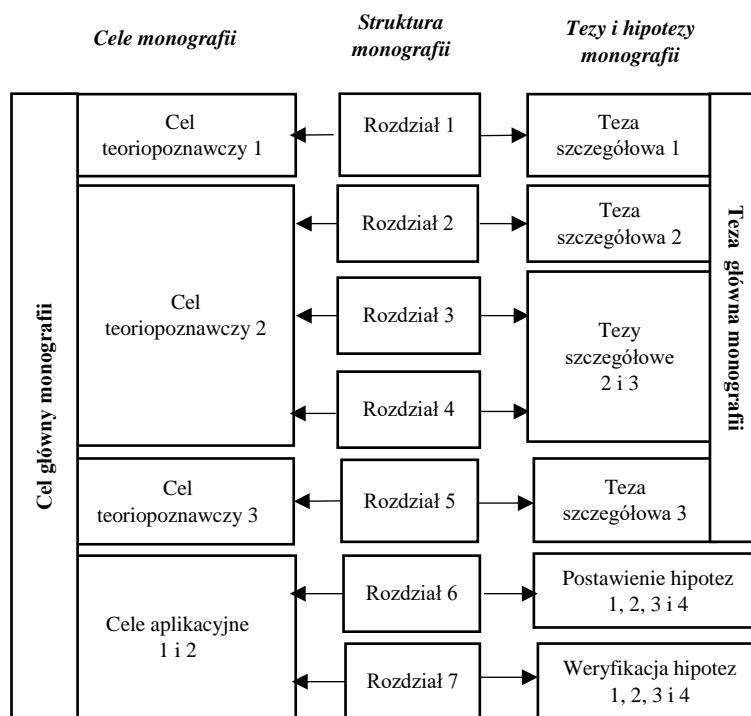 Cele monografii
Struktura
monografii
Tezy i hipotezy
monografii
Cel główny monografii
Cel
teoriopoznawczy 1
Rozdział 1
Teza
szczegółowa 1
Teza główna monografii
Cel
teoriopoznawczy 2
Rozdział 2
Teza
szczegółowa 2
Rozdział 3
Tezy
szczegółowe
2 i 3
Rozdział 4
Cel
teoriopoznawczy 3
Rozdział 5
Teza
szczegółowa 3
Cele aplikacyjne
1 i 2
Rozdział 6
Postawienie hipotez
1, 2, 3 i 4
Rozdział 7
Weryfikacja hipotez
1, 2, 3 i 4